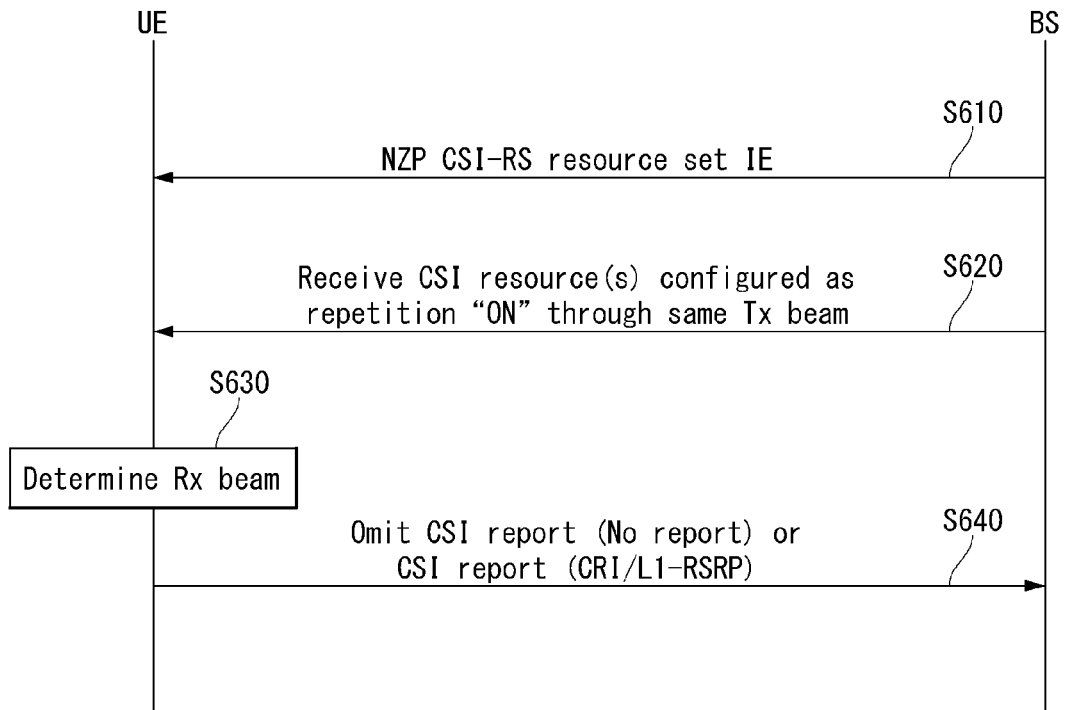 UE
BS
S610
NZP CSI-RS resource set IE
S620
Receive CSI resource(s) configured as
repetition “ON” through same Tx beam
S630
Determine Rx beam
S640
Omit CSI report (No report) or
CSI report (CRI/L1-RSRP)